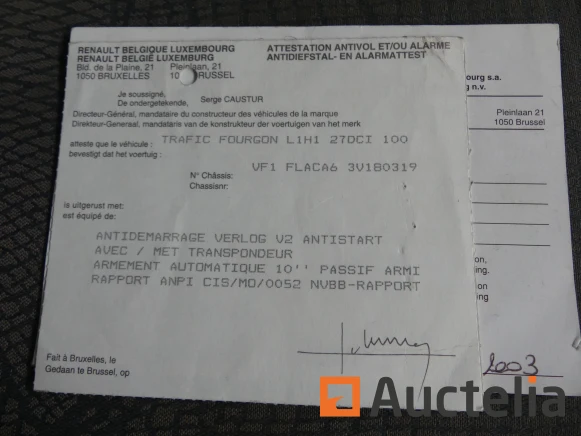 RENAULT BELGIQUE LUXEMBOURG
RENAULT BELGIË LUXEMBURG
Bld. de la Plaine, 21 Pleinlaan, 21
1050 BRUXELLES 10 BRUSSEL
ATTESTATION ANTIVOL ET/OU ALARME
ANTIDIEFSTAL- EN ALARMATTEST
Je soussigné,
De ondergetekende, Serge CAUSTUR
Directeur-Général, mandataire du constructeur des véhicules de la marque
Direkteur-Generaal, mandataris van de konstrukteur der voertuigen van het merk
atteste que le véhicule : TRAFIC FOURGON L1H1 27DCI 100
bevestigt dat het voertuig :
VF1 FLACA6 3V180319
N° Châssis:
Chassisnr:
is uitgerust met:
est équipé de:
ANTIDEMARRAGE VERLOG V2 ANTISTART
AVEC / MET TRANSPONDEUR
ARMEMENT AUTOMATIQUE 10'' PASSIF ARMI
RAPPORT ANPI CIS/MO/0052 NVBB-RAPPORT
Fait à Bruxelles, le
Gedaan te Brussel, op
bourg s.a.
g n.v.
Pleinlaan 21
1050 Brussel
on,
ing.
tion
en
2003
Auctelia